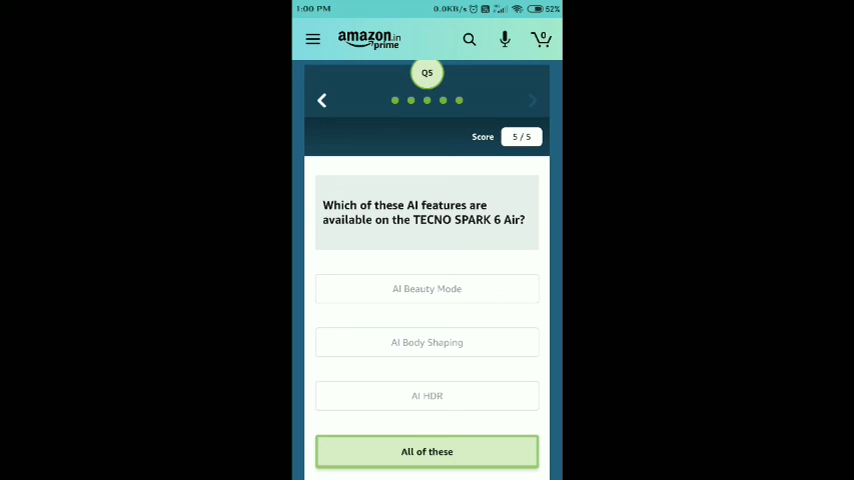 1:00 PM 0.0KB/s 52%
amazon.in
prime
0
Q5
Score 5 / 5
Which of these AI features are
available on the TECNO SPARK 6 Air?
AI Beauty Mode
AI Body Shaping
AI HDR
All of these